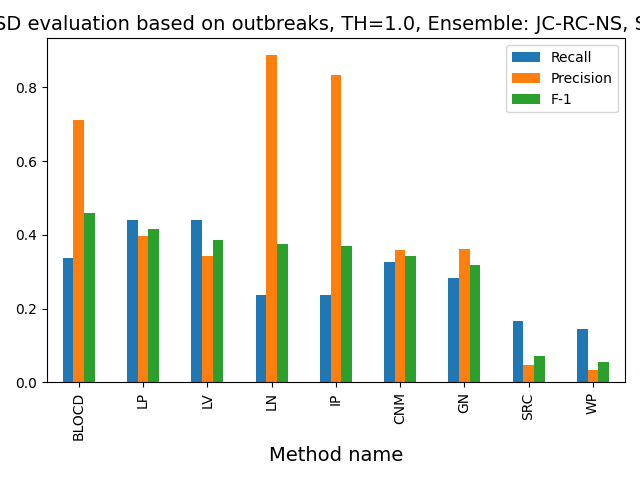 SD evaluation based on outbreaks, TH=1.0, Ensemble: JC-RC-NS,
Recall
Precision
F-1
0.8
0.6
0.4
0.2
0.0
BLOCD
LP
LV
LN
IP
CNM
GN
SRC
WP
Method name